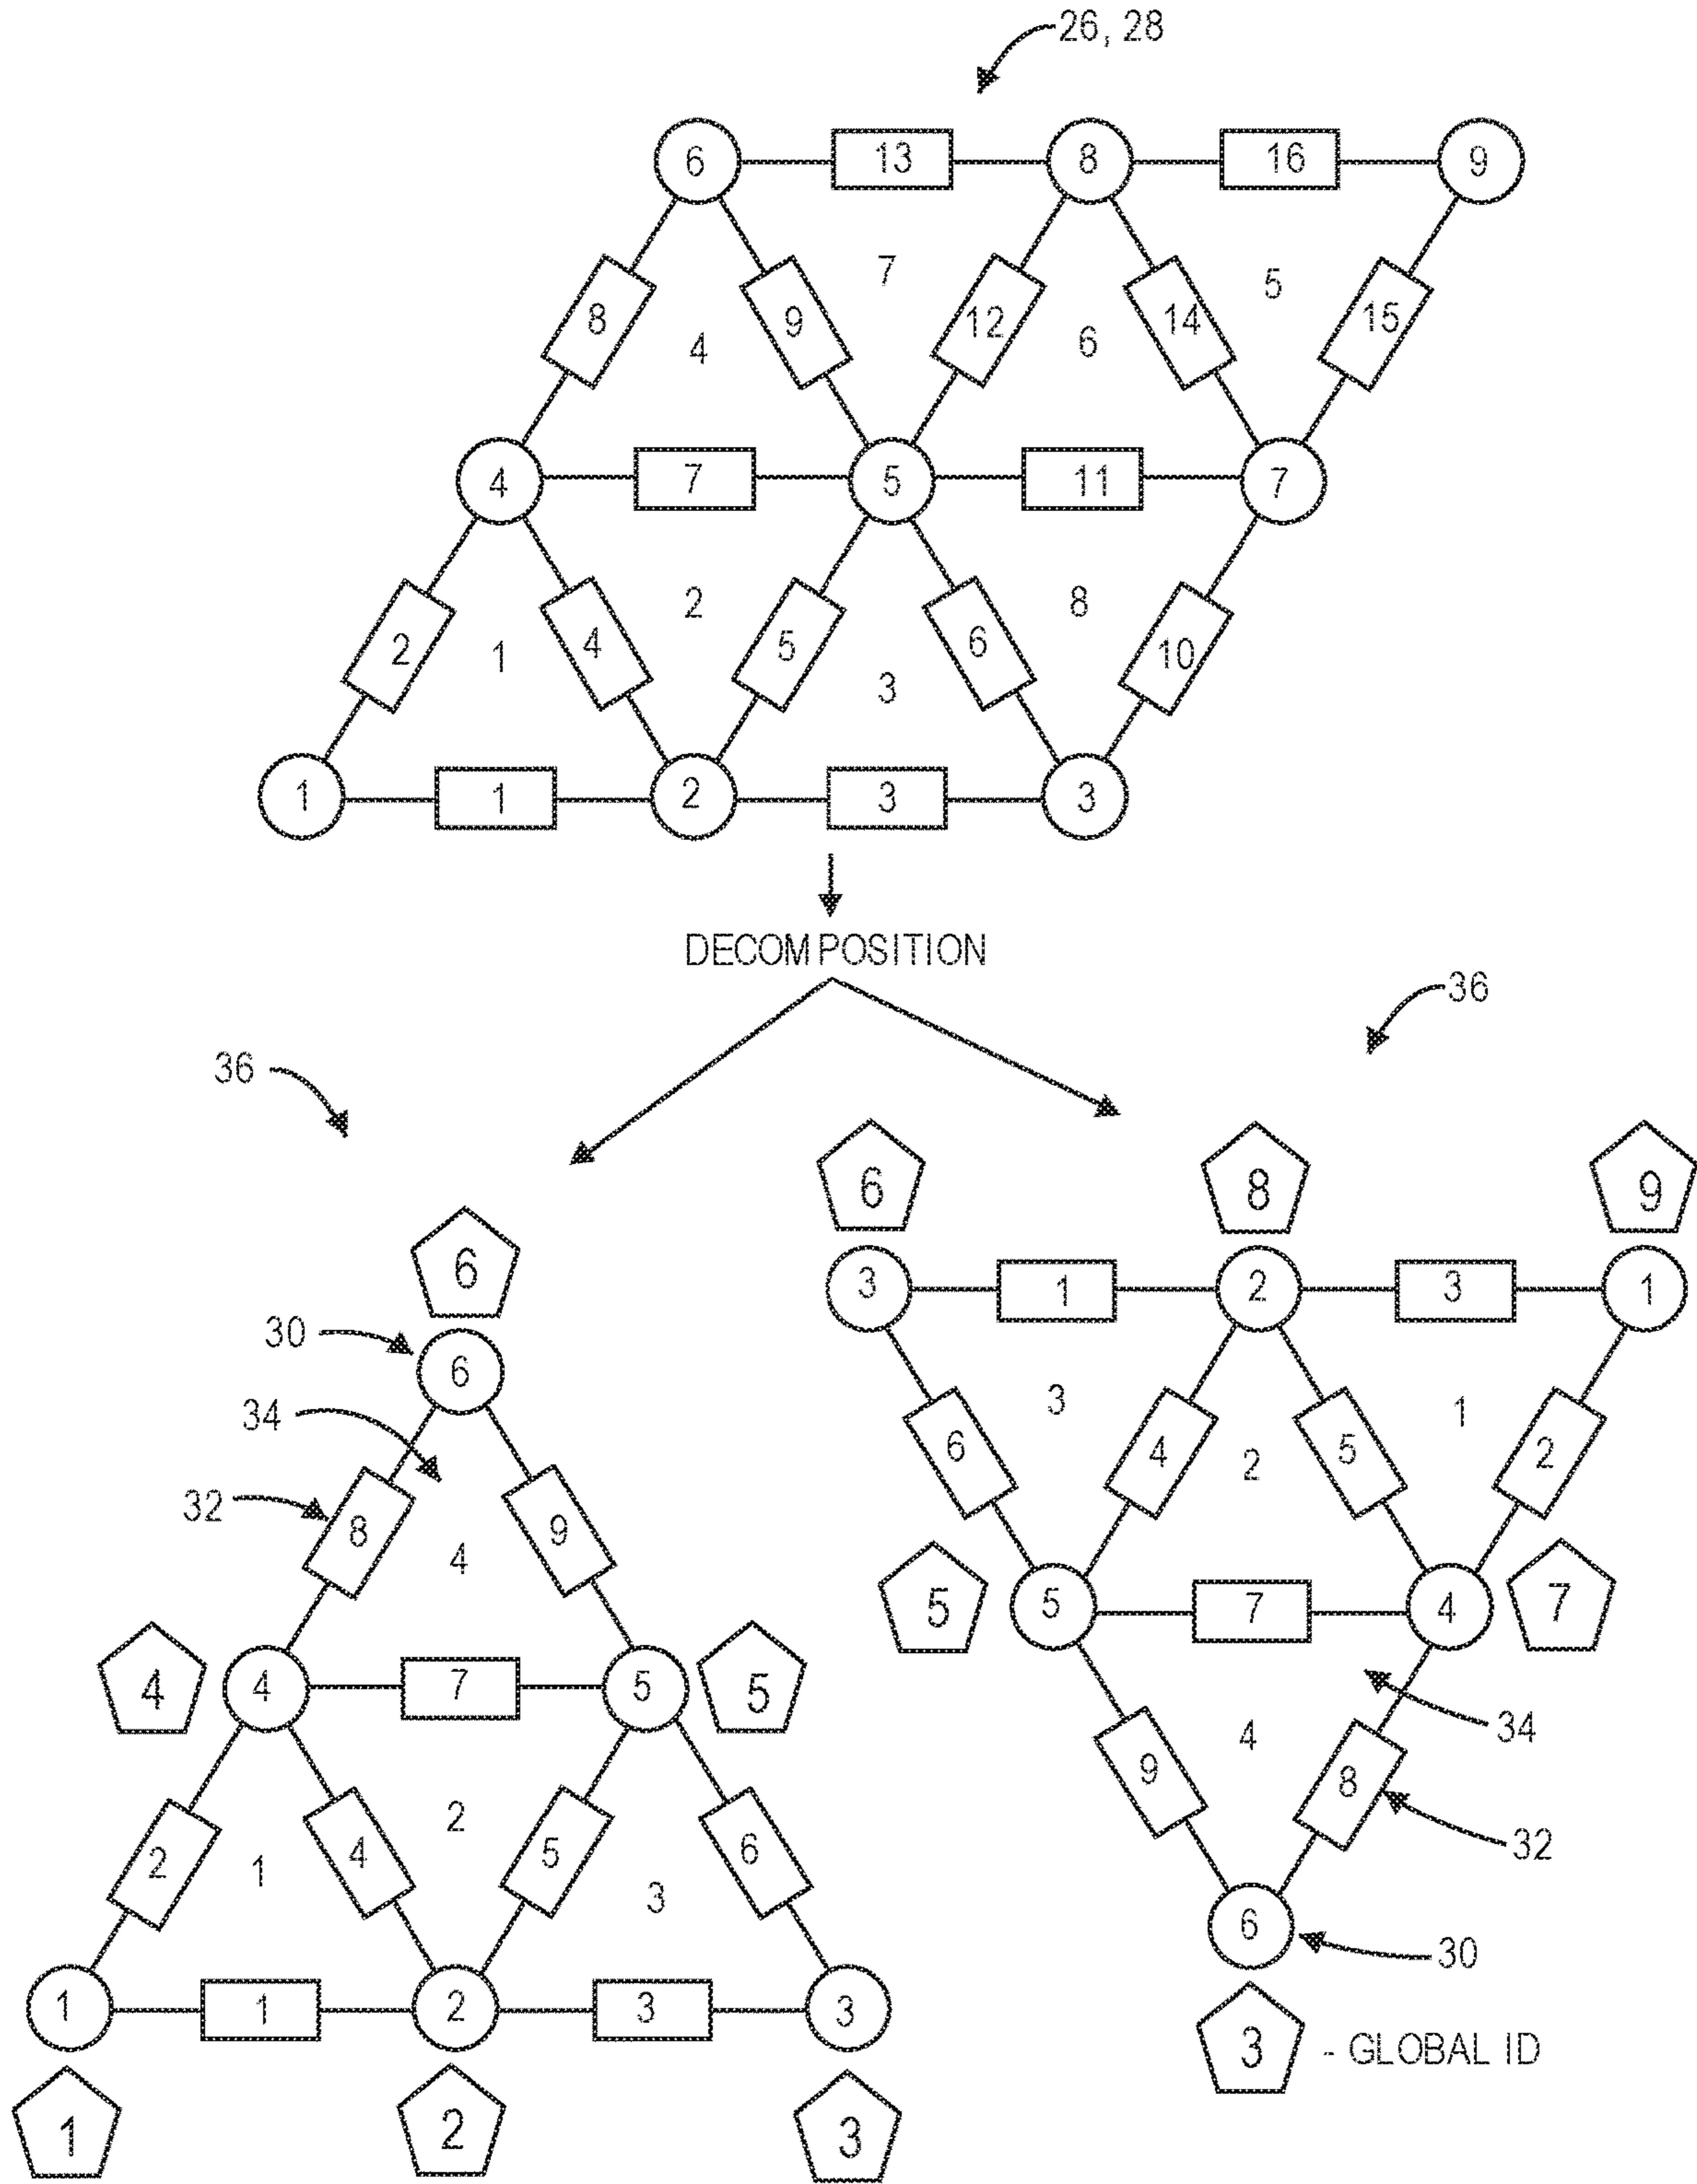 26, 28
6 13 8 16 9
7
5
8 9 12 14 15
4 6
4 7 5 11 7
2 8
2 1 4 5 6 10
3
1 1 2 3 3
DECOMPOSITION
36
36
6 8 9
6
3 1 2 3 1
30
6
34
3 1
6 4 2 5 2
32
8 9
4
5 5 7 4 7
4 4 7 5 5
34
4
9 8
2
2 1 4 5 6
32
3
6
30
1 1 2 3 3
3 - GLOBAL ID
1 2 3